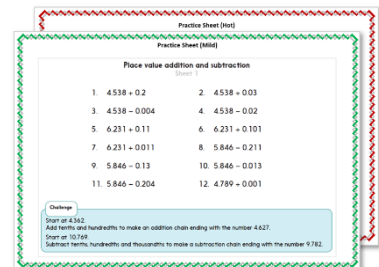 Practice Sheet (Hot)
Practice Sheet (Mild)
Place value addition and subtraction
Sheet 1
1. 4.538 + 0.2 2. 4.538 + 0.03
3. 4.538 – 0.004 4. 4.538 – 0.02
5. 6.231 + 0.11 6. 6.231 + 0.101
7. 6.231 + 0.011 8. 5.846 – 0.211
9. 5.846 – 0.13 10. 5.846 – 0.013
11. 5.846 – 0.204 12. 4.789 + 0.001
Challenge
Start at 4.362.
Add tenths and hundredths to make an addition chain ending with the number 4.627.
Start at 10.769.
Subtract tenths, hundredths and thousandths to make a subtraction chain ending with the number 9.782.